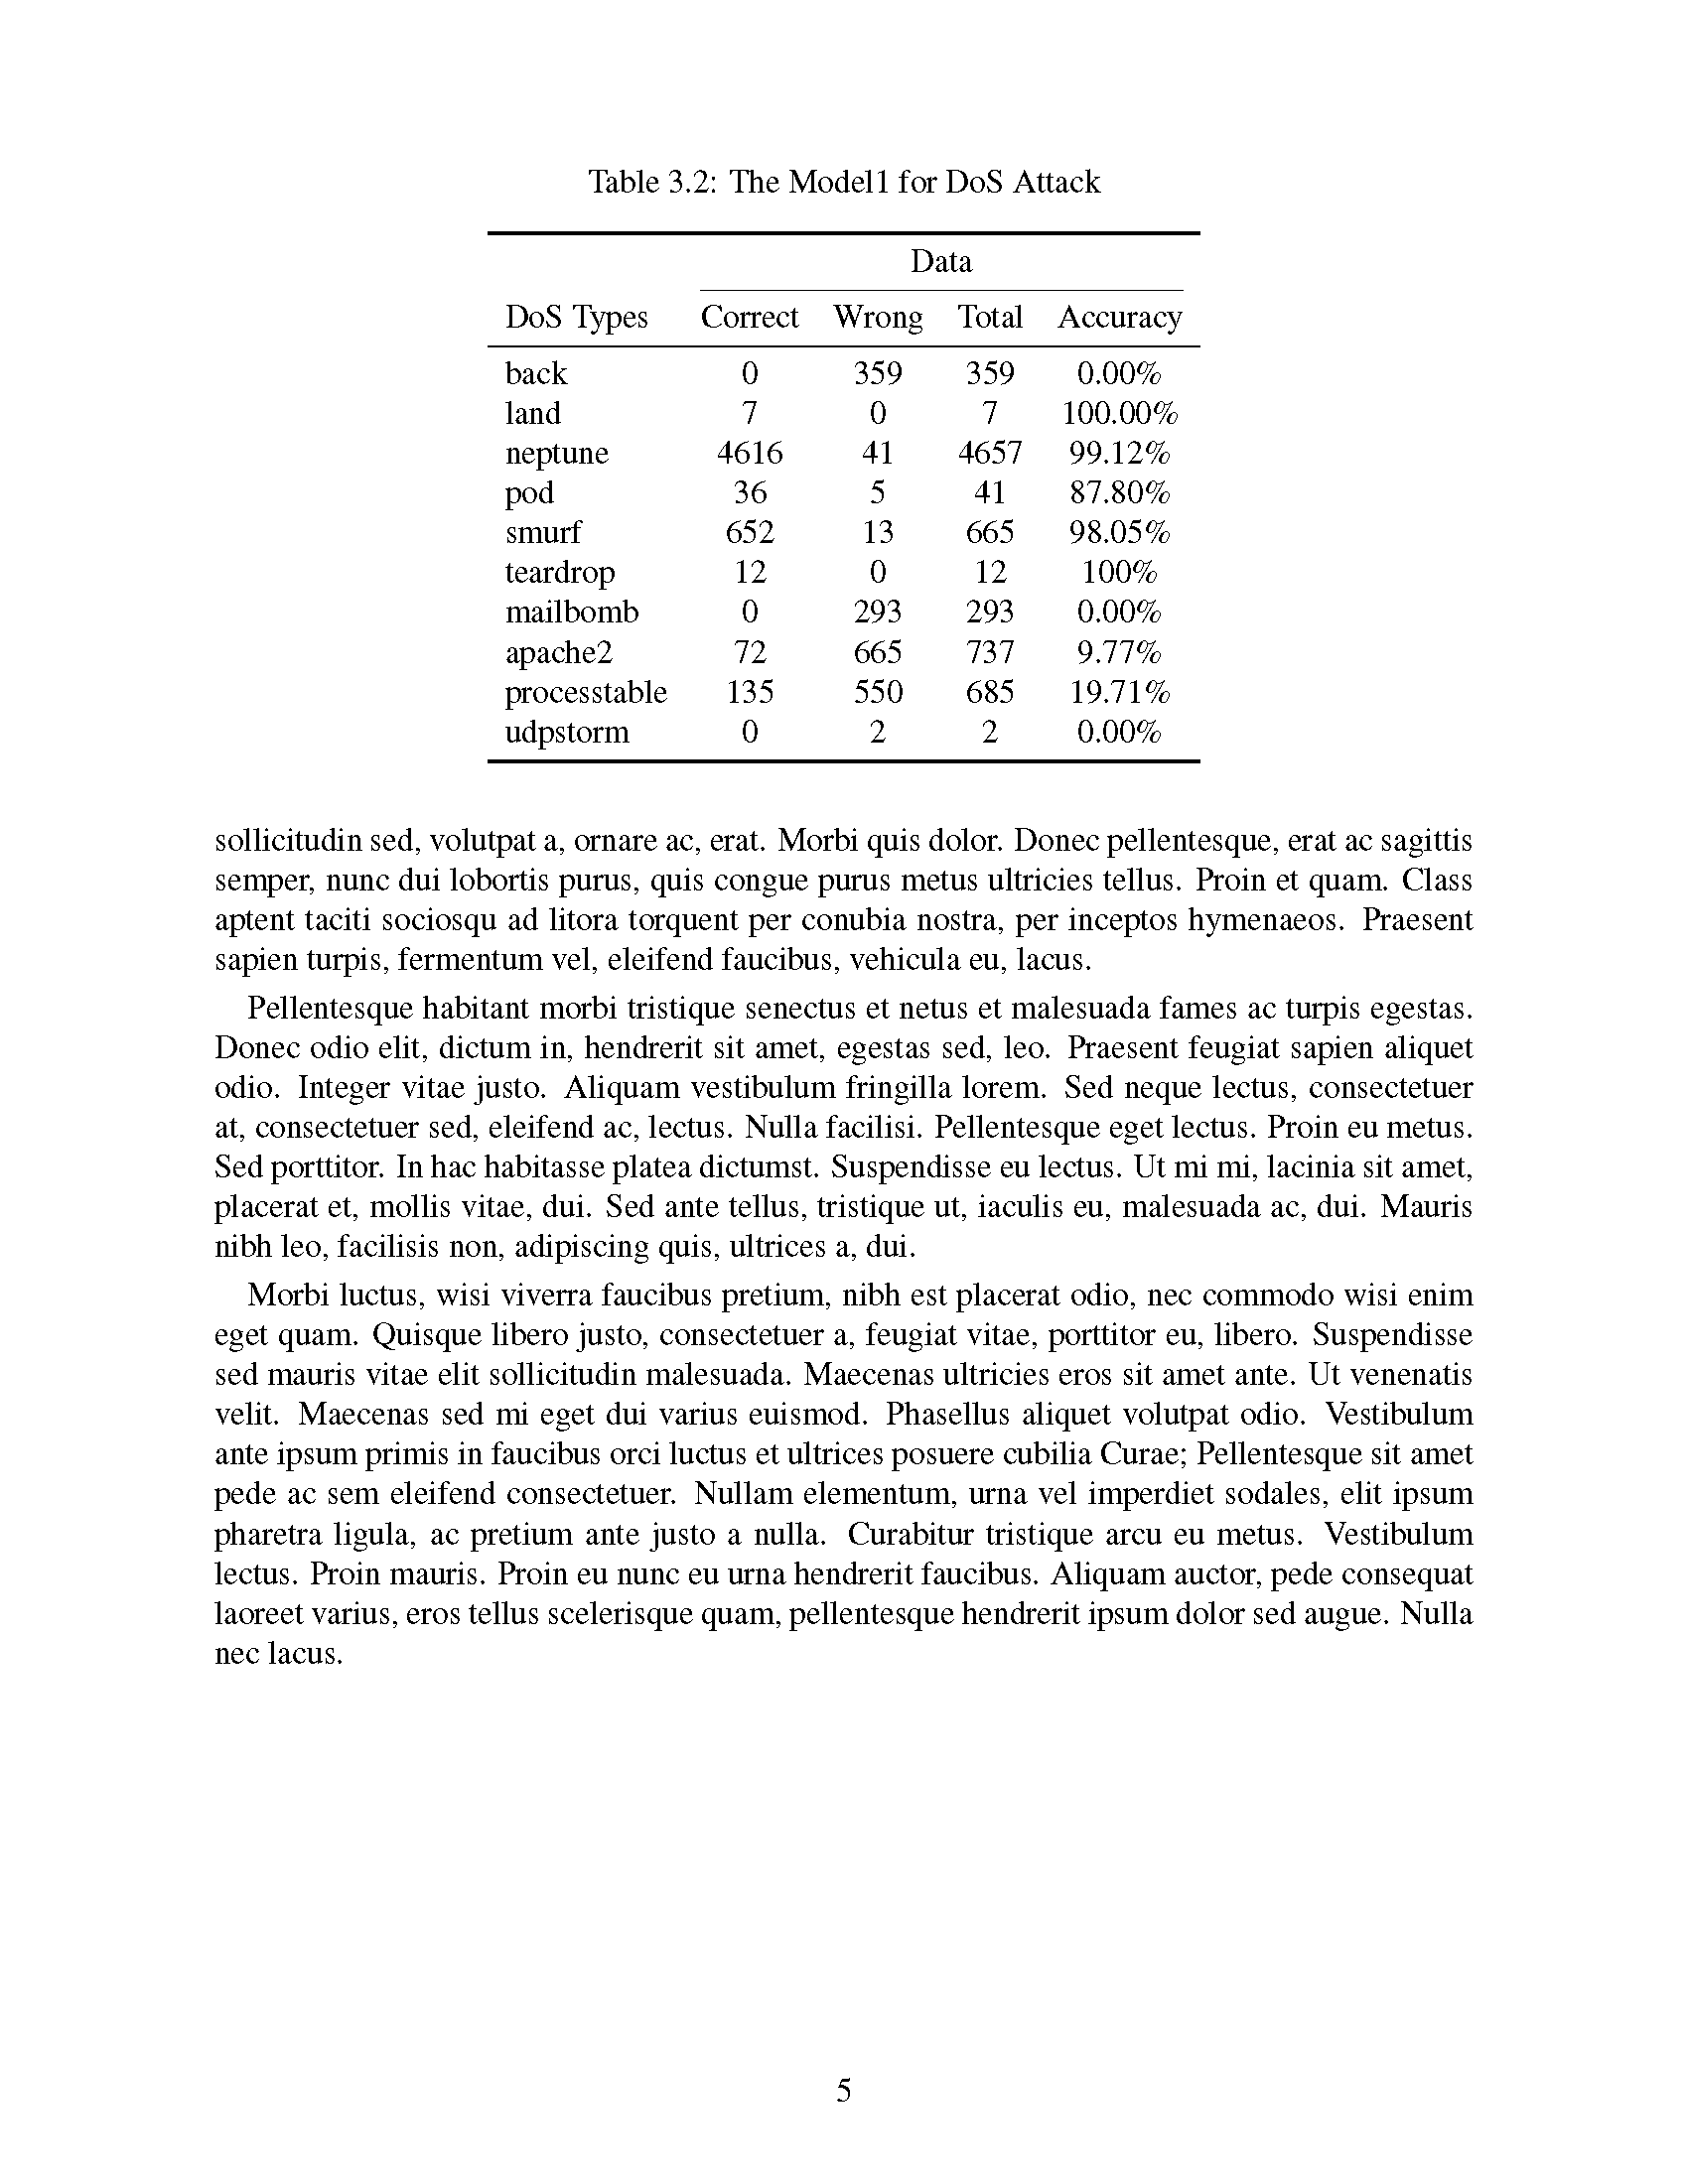 Table 3.2: The Model1 for DoS Attack
Data
DoS Types Correct Wrong Total Accuracy
back 0 359 359 0.00%
land 7 0 7 100.00%
neptune 4616 41 4657 99.12%
pod 36 5 41 87.80%
smurf 652 13 665 98.05%
teardrop 12 0 12 100%
mailbomb 0 293 293 0.00%
apache2 72 665 737 9.77%
processtable 135 550 685 19.71%
udpstorm 0 2 2 0.00%
sollicitudin sed, volutpat a, ornare ac, erat. Morbi quis dolor. Donec pellentesque, erat ac sagittis
semper, nunc dui lobortis purus, quis congue purus metus ultricies tellus. Proin et quam. Class
aptent taciti sociosqu ad litora torquent per conubia nostra, per inceptos hymenaeos. Praesent
sapien turpis, fermentum vel, eleifend faucibus, vehicula eu, lacus.
Pellentesque habitant morbi tristique senectus et netus et malesuada fames ac turpis egestas.
Donec odio elit, dictum in, hendrerit sit amet, egestas sed, leo. Praesent feugiat sapien aliquet
odio. Integer vitae justo. Aliquam vestibulum fringilla lorem. Sed neque lectus, consectetuer
at, consectetuer sed, eleifend ac, lectus. Nulla facilisi. Pellentesque eget lectus. Proin eu metus.
Sed porttitor. In hac habitasse platea dictumst. Suspendisse eu lectus. Ut mi mi, lacinia sit amet,
placerat et, mollis vitae, dui. Sed ante tellus, tristique ut, iaculis eu, malesuada ac, dui. Mauris
nibh leo, facilisis non, adipiscing quis, ultrices a, dui.
Morbi luctus, wisi viverra faucibus pretium, nibh est placerat odio, nec commodo wisi enim
eget quam. Quisque libero justo, consectetuer a, feugiat vitae, porttitor eu, libero. Suspendisse
sed mauris vitae elit sollicitudin malesuada. Maecenas ultricies eros sit amet ante. Ut venenatis
velit. Maecenas sed mi eget dui varius euismod. Phasellus aliquet volutpat odio. Vestibulum
ante ipsum primis in faucibus orci luctus et ultrices posuere cubilia Curae; Pellentesque sit amet
pede ac sem eleifend consectetuer. Nullam elementum, urna vel imperdiet sodales, elit ipsum
pharetra ligula, ac pretium ante justo a nulla. Curabitur tristique arcu eu metus. Vestibulum
lectus. Proin mauris. Proin eu nunc eu urna hendrerit faucibus. Aliquam auctor, pede consequat
laoreet varius, eros tellus scelerisque quam, pellentesque hendrerit ipsum dolor sed augue. Nulla
nec lacus.
5